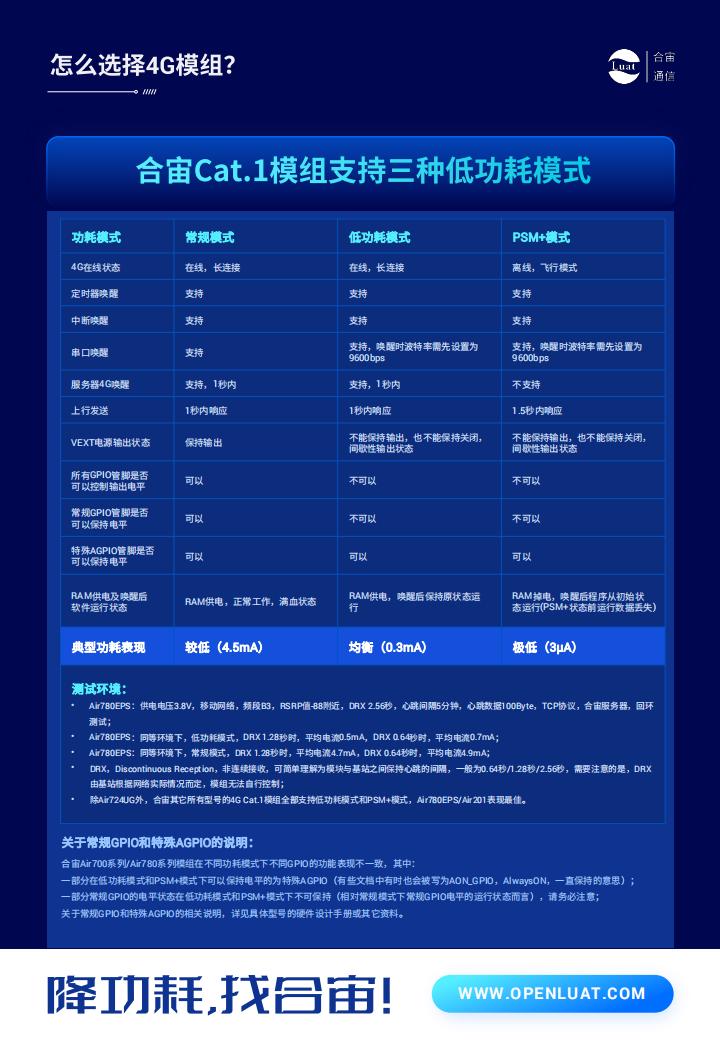 怎么选择4G模组？
Luat
合宙
通信
合宙Cat.1模组支持三种低功耗模式
功耗模式 常规模式 低功耗模式 PSM+模式
4G在线状态 在线，长连接 在线，长连接 离线，飞行模式
定时器唤醒 支持 支持 支持
中断唤醒 支持 支持 支持
串口唤醒 支持 支持，唤醒时波特率需先设置为 支持，唤醒时波特率需先设置为
9600bps 9600bps
服务器4G唤醒 支持，1秒内 支持，1秒内 不支持
上行发送 1秒内响应 1秒内响应 1.5秒内响应
VEXT电源输出状态 保持输出 不能保持输出，也不能保持关闭， 不能保持输出，也不能保持关闭，
间歇性输出状态 间歇性输出状态
所有GPIO管脚是否
可以控制输出电平 可以 不可以 不可以
常规GPIO管脚是否
可以保持电平 可以 不可以 不可以
特殊AGPIO管脚是否
可以保持电平 可以 可以 可以
RAM供电及唤醒后
软件运行状态 RAM供电，正常工作，满血状态 RAM供电，唤醒后保持原状态运
行 RAM掉电，唤醒后程序从初始状
态运行(PSM+状态前运行数据丢失)
典型功耗表现 较低（4.5mA） 均衡（0.3mA） 极低（3μA）
测试环境：
• Air780EPS：供电电压3.8V，移动网络，频段B3，RSRP值-88附近，DRX 2.56秒，心跳间隔5分钟，心跳数据100Byte，TCP协议，合宙服务器，回环
测试；
• Air780EPS：同等环境下，低功耗模式，DRX 1.28秒时，平均电流0.5mA，DRX 0.64秒时，平均电流0.7mA；
• Air780EPS：同等环境下，常规模式，DRX 1.28秒时，平均电流4.7mA，DRX 0.64秒时，平均电流4.9mA；
• DRX，Discontinuous Reception，非连续接收，可简单理解为模块与基站之间保持心跳的间隔，一般为0.64秒/1.28秒/2.56秒，需要注意的是，DRX
由基站根据网络实际情况而定，模组无法自行控制；
• 除Air724UG外，合宙其它所有型号的4G Cat.1模组全部支持低功耗模式和PSM+模式，Air780EPS/Air201表现最佳。
关于常规GPIO和特殊AGPIO的说明：
合宙Air700系列/Air780系列模组在不同功耗模式下不同GPIO的功能表现不一致，其中：
一部分在低功耗模式和PSM+模式下可以保持电平的为特殊AGPIO（有些文档中有时也会被写为AON_GPIO，AlwaysON，一直保持的意思）；
一部分常规GPIO的电平状态在低功耗模式和PSM+模式下不可保持（相对常规模式下常规GPIO电平的运行状态而言），请务必注意；
关于常规GPIO和特殊AGPIO的相关说明，详见具体型号的硬件设计手册或其它资料。
降功耗,找合宙!
WWW.OPENLUAT.COM